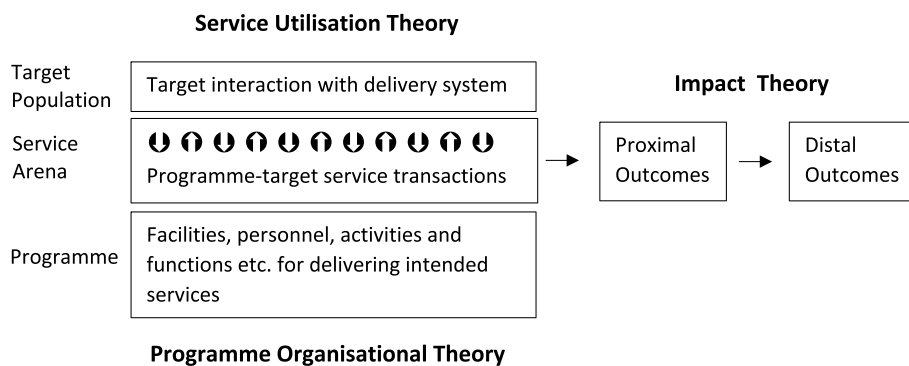 Service Utilisation Theory
Target
Population
Target interaction with delivery system
Impact Theory
Service
Arena
Programme-target service transactions
Proximal
Outcomes
Distal
Outcomes
Programme
Facilities, personnel, activities and
functions etc. for delivering intended
services
Programme Organisational Theory